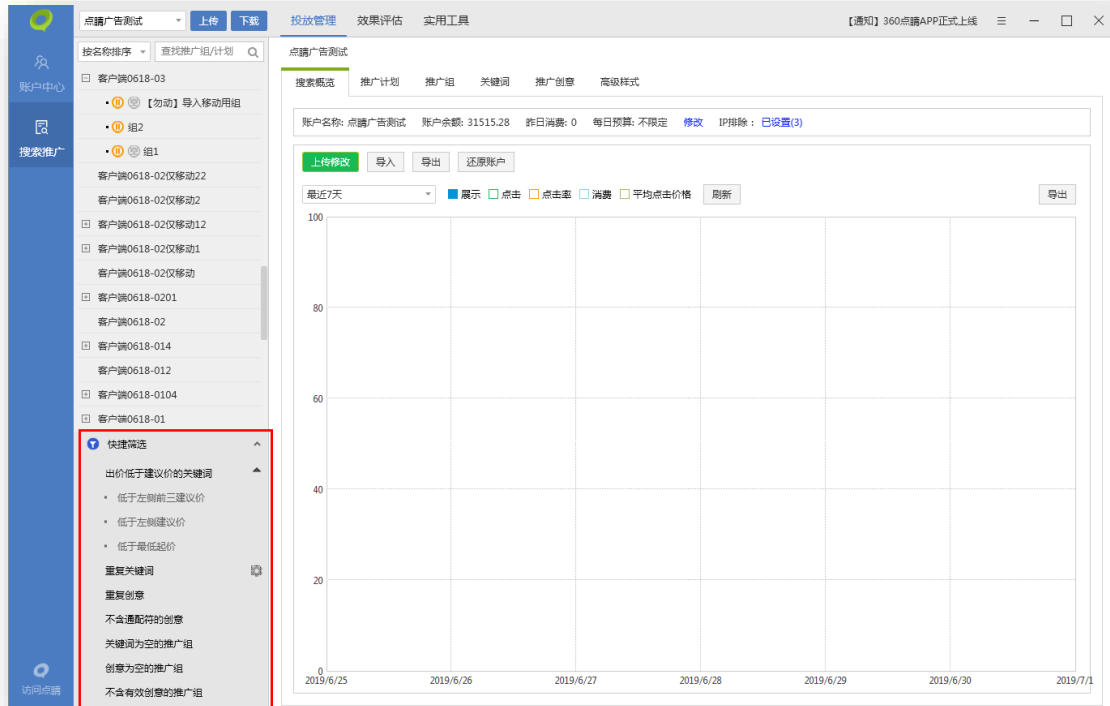 点睛广告测试 上传 下载 投放管理 效果评估 实用工具 【通知】360点睛APP正式上线
按名称排序 查找推广组/计划
账户中心
搜索推广
访问点睛
客户端0618-03
【勿动】导入移动用组
组2
组1
客户端0618-02仅移动22
客户端0618-02仅移动2
客户端0618-02仅移动12
客户端0618-02仅移动1
客户端0618-02仅移动
客户端0618-0201
客户端0618-02
客户端0618-014
客户端0618-012
客户端0618-0104
客户端0618-01
快捷筛选
出价低于建议价的关键词
低于左侧前三建议价
低于左侧建议价
低于最低起价
重复关键词
重复创意
不含通配符的创意
关键词为空的推广组
创意为空的推广组
不含有效创意的推广组
点睛广告测试
搜索概览 推广计划 推广组 关键词 推广创意 高级样式
账户名称: 点睛广告测试 账户余额: 31515.28 昨日消费: 0 每日预算: 不限定 修改 IP排除： 已设置(3)
上传修改 导入 导出 还原账户
最近7天 展示 点击 点击率 消费 平均点击价格 刷新 导出
100
80
60
40
20
0
2019/6/25 2019/6/26 2019/6/27 2019/6/28 2019/6/29 2019/6/30 2019/7/1